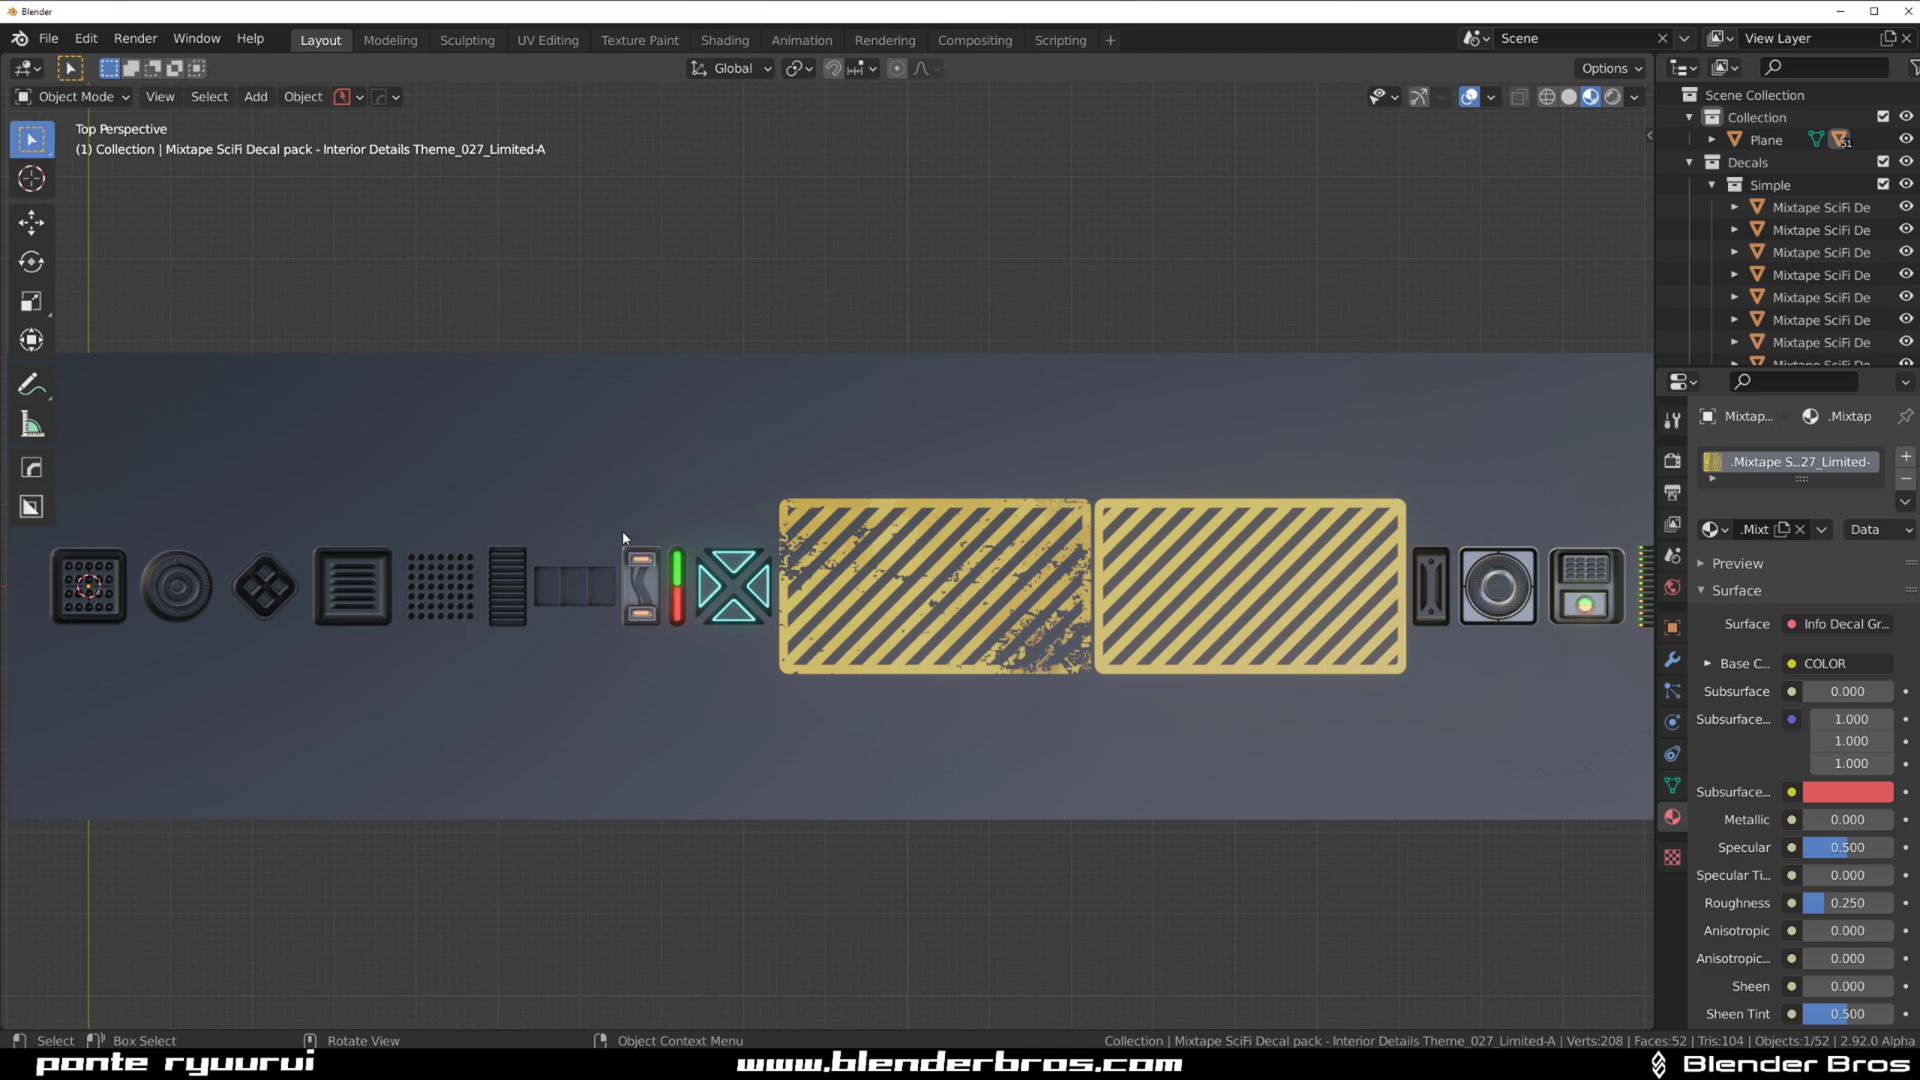 Blender
File Edit Render Window Help Layout Modeling Sculpting UV Editing Texture Paint Shading Animation Rendering Compositing Scripting + Scene View Layer
Global Options
Object Mode View Select Add Object
Top Perspective
(1) Collection | Mixtape SciFi Decal pack - Interior Details Theme_027_Limited-A
Scene Collection
Collection
Plane 51
Decals
Simple
Mixtape SciFi De
Mixtape SciFi De
Mixtape SciFi De
Mixtape SciFi De
Mixtape SciFi De
Mixtape SciFi De
Mixtape SciFi De
Mixtape SciFi De
Mixtap... .Mixtap
.Mixtape S...27_Limited-
.Mixt Data
Preview
Surface
Surface Info Decal Gr...
Base C... COLOR
Subsurface 0.000
Subsurface... 1.000
1.000
1.000
Subsurface...
Metallic 0.000
Specular 0.500
Specular Ti... 0.000
Roughness 0.250
Anisotropic 0.000
Anisotropic... 0.000
Sheen 0.000
Sheen Tint 0.500
Select Box Select Rotate View Object Context Menu Collection | Mixtape SciFi Decal pack - Interior Details Theme_027_Limited-A | Verts:208 | Faces:52 | Tris:104 | Objects:1/52 | 2.92.0 Alpha
ponte ryuurui www.blenderbros.com Blender Bros